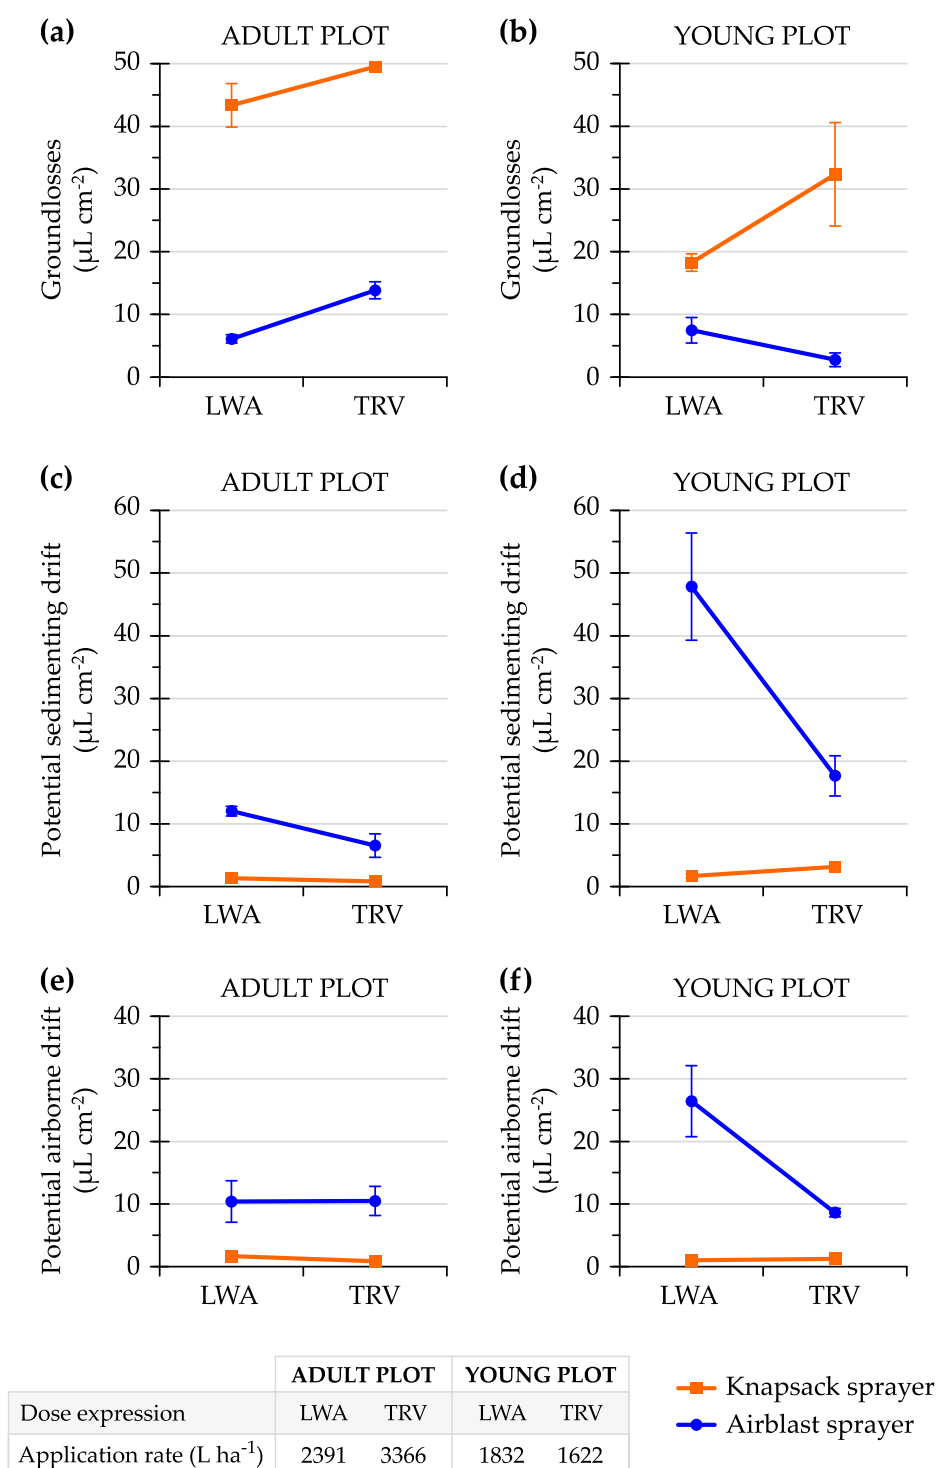 (a) ADULT PLOT
Groundlosses
(µL cm-2)
50
40
30
20
10
0
LWA TRV
(b) YOUNG PLOT
Groundlosses
(µL cm-2)
50
40
30
20
10
0
LWA TRV
(c) ADULT PLOT
Potential sedimenting drift
(µL cm-2)
60
50
40
30
20
10
0
LWA TRV
(d) YOUNG PLOT
Potential sedimenting drift
(µL cm-2)
60
50
40
30
20
10
0
LWA TRV
(e) ADULT PLOT
Potential airborne drift
(µL cm-2)
40
30
20
10
0
LWA TRV
(f) YOUNG PLOT
Potential airborne drift
(µL cm-2)
40
30
20
10
0
LWA TRV
ADULT PLOT YOUNG PLOT
Dose expression LWA TRV LWA TRV
Application rate (L ha-1) 2391 3366 1832 1622
Knapsack sprayer
Airblast sprayer